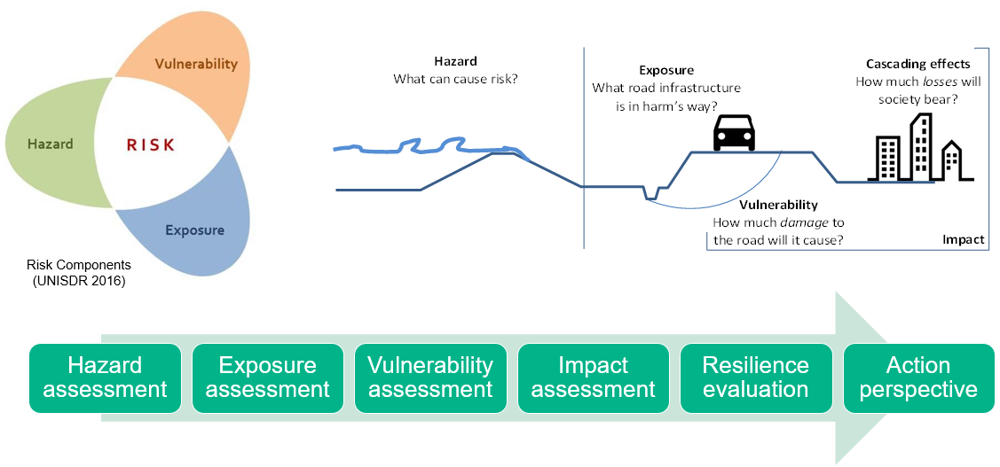 Vulnerability
Hazard
RISK
Exposure
Risk Components
(UNISDR 2016)
Hazard
What can cause risk?
Exposure
What road infrastructure
is in harm's way?
Cascading effects
How much losses will
society bear?
Vulnerability
How much damage to
the road will it cause?
Impact
Hazard
assessment
Exposure
assessment
Vulnerability
assessment
Impact
assessment
Resilience
evaluation
Action
perspective